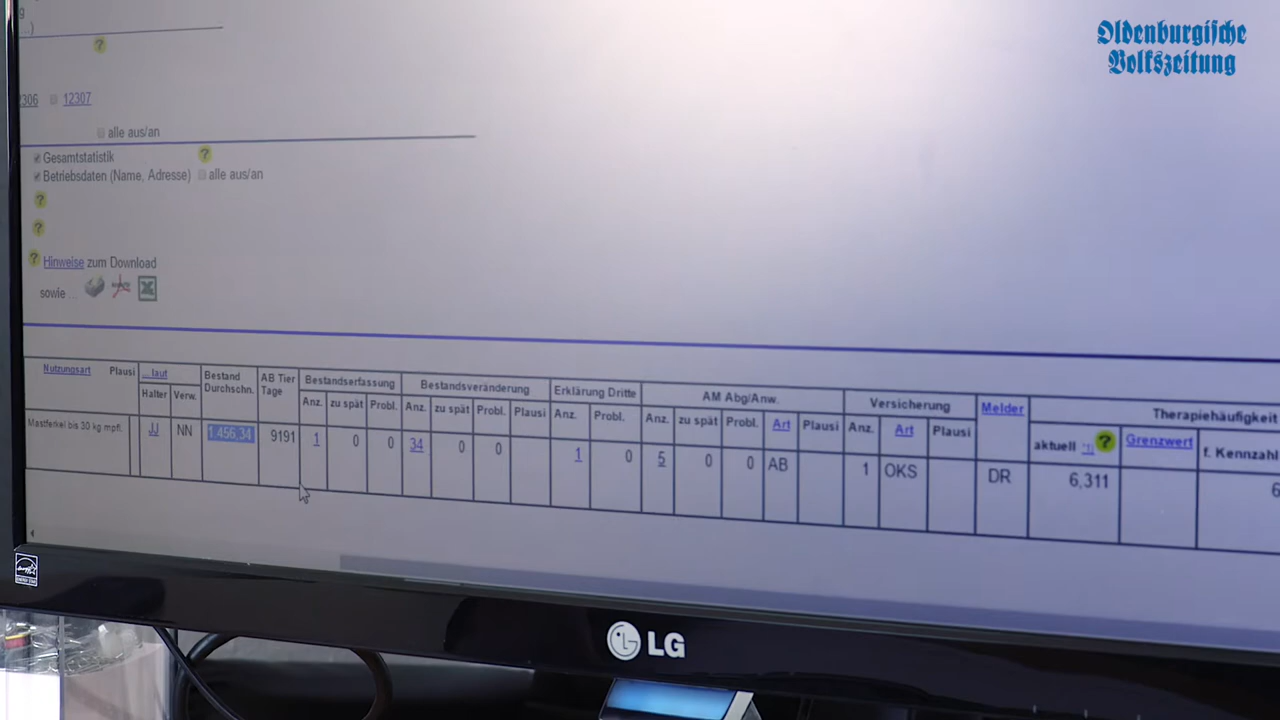 Oldenburgische
Volkszeitung
...)
?
12307
alle aus/an
Gesamtstatistik ?
Betriebsdaten (Name, Adresse) alle aus/an
?
?
? Hinweise zum Download
sowie ...
Nutzungsart Plausi ... laut Bestand Durchschn. AB Tier Tage Bestandserfassung Bestandsveränderung Erklärung Dritte AM Abg/Anw. Versicherung Melder Therapiehäufigkeit
Halter Verw. Anz. zu spät Probl. Anz. zu spät Probl. Plausi Anz. Probl. Anz. zu spät Probl. Art Plausi Anz. Art Plausi aktuell ? Grenzwert f. Kennzahl
Mastferkel bis 30 kg mpfl. JJ NN 1.456,34 9191 1 0 0 34 0 0 1 0 5 0 0 AB 1 OKS DR 6,311 6
LG